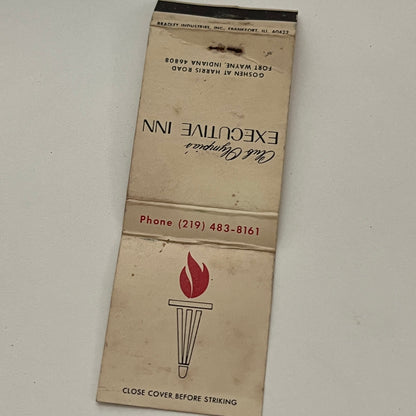 BRADLEY INDUSTRIES, INC., FRANKFORT, ILL. 60423
Club Olympia's
EXECUTIVE INN
GOSHEN AT HARRIS ROAD
FORT WAYNE, INDIANA 46808
Phone (219) 483-8161
CLOSE COVER BEFORE STRIKING